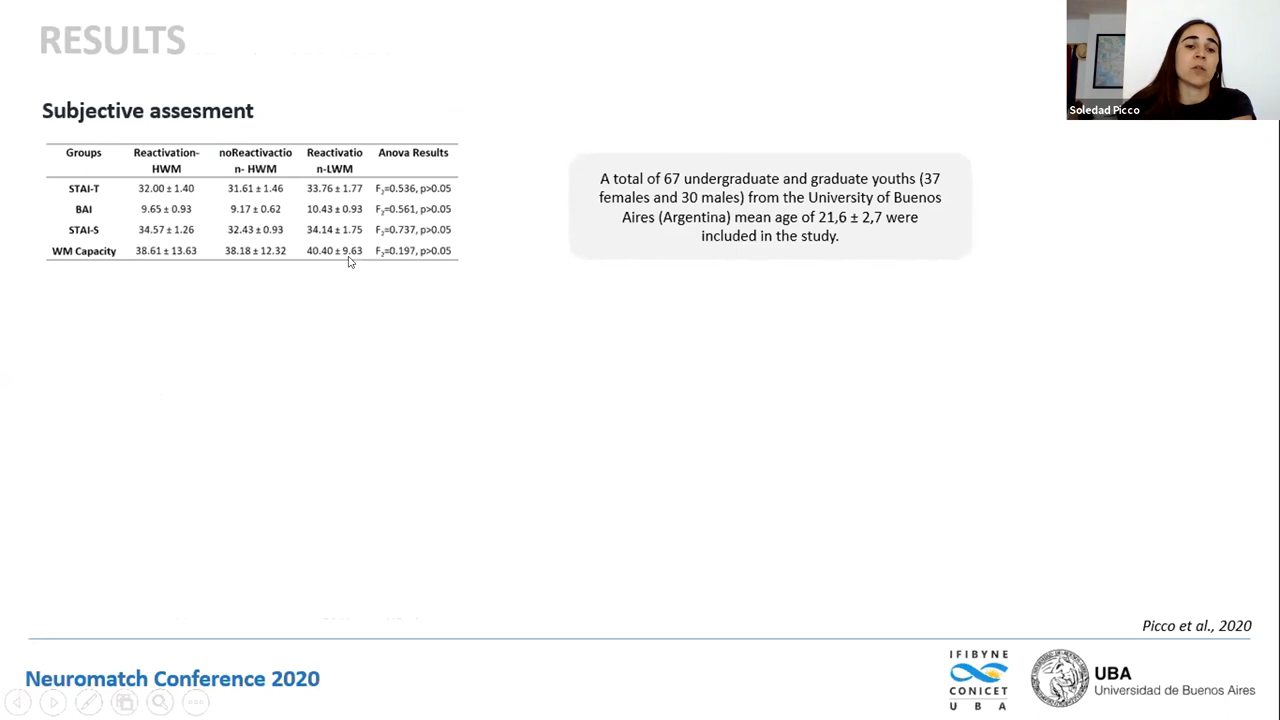 RESULTS
Soledad Picco
Subjective assesment
Groups Reactivation- noReactivactio Reactivatio Anova Results
HWM n- HWM n-LWM
STAI-T 32.00 ± 1.40 31.61 ± 1.46 33.76 ± 1.77 F2=0.536, p>0.05
BAI 9.65 ± 0.93 9.17 ± 0.62 10.43 ± 0.93 F2=0.561, p>0.05
STAI-S 34.57 ± 1.26 32.43 ± 0.93 34.14 ± 1.75 F2=0.737, p>0.05
WM Capacity 38.61 ± 13.63 38.18 ± 12.32 40.40 ± 9.63 F2=0.197, p>0.05
A total of 67 undergraduate and graduate youths (37
females and 30 males) from the University of Buenos
Aires (Argentina) mean age of 21,6 ± 2,7 were
included in the study.
Picco et al., 2020
Neuromatch Conference 2020
IFIBYNE
CONICET
UBA
UBA
Universidad de Buenos Aires